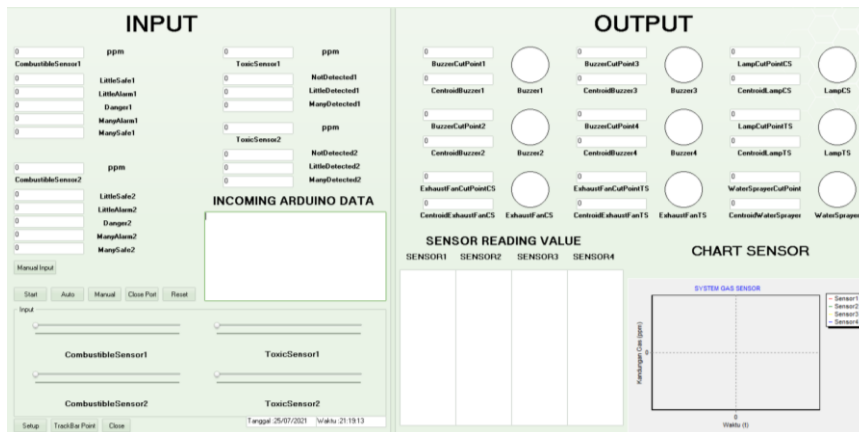 INPUT
0 ppm
CombustibleSensor1
0 LittleSafe1
0 LittleAlarm1
0 Danger1
0 ManyAlarm1
0 ManySafe1
0 ppm
CombustibleSensor2
0 LittleSafe2
0 LittleAlarm2
0 Danger2
0 ManyAlarm2
0 ManySafe2
Manual Input
0 ppm
ToxicSensor1
0 NotDetected1
0 LittleDetected1
0 ManyDetected1
0 ppm
ToxicSensor2
0 NotDetected2
0 LittleDetected2
0 ManyDetected2
INCOMING ARDUINO DATA
Start Auto Manual Close Port Reset
Input
CombustibleSensor1 ToxicSensor1
CombustibleSensor2 ToxicSensor2
Setup TrackBar Point Close Tanggal :25/07/2021 Waktu :21:19:13
OUTPUT
0 0 0
BuzzerCutPoint1 BuzzerCutPoint3 LampCutPointCS
0 0 0
CentroidBuzzer1 Buzzer1 CentroidBuzzer3 Buzzer3 CentroidLampCS LampCS
0 0 0
BuzzerCutPoint2 BuzzerCutPoint4 LampCutPointTS
0 0 0
CentroidBuzzer2 Buzzer2 CentroidBuzzer4 Buzzer4 CentroidLampTS LampTS
0 0 0
ExhaustFanCutPointCS ExhaustFanCutPointTS WaterSprayerCutPoint
0 0 0
CentroidExhaustFanCS ExhaustFanCS CentroidExhaustFanTS ExhaustFanTS CentroidWaterSprayer WaterSprayer
SENSOR READING VALUE
SENSOR1 SENSOR2 SENSOR3 SENSOR4
CHART SENSOR
SYSTEM GAS SENSOR
Sensor1
Sensor2
Sensor3
Sensor4
Kandungan Gas (ppm)
0
0
Waktu (t)